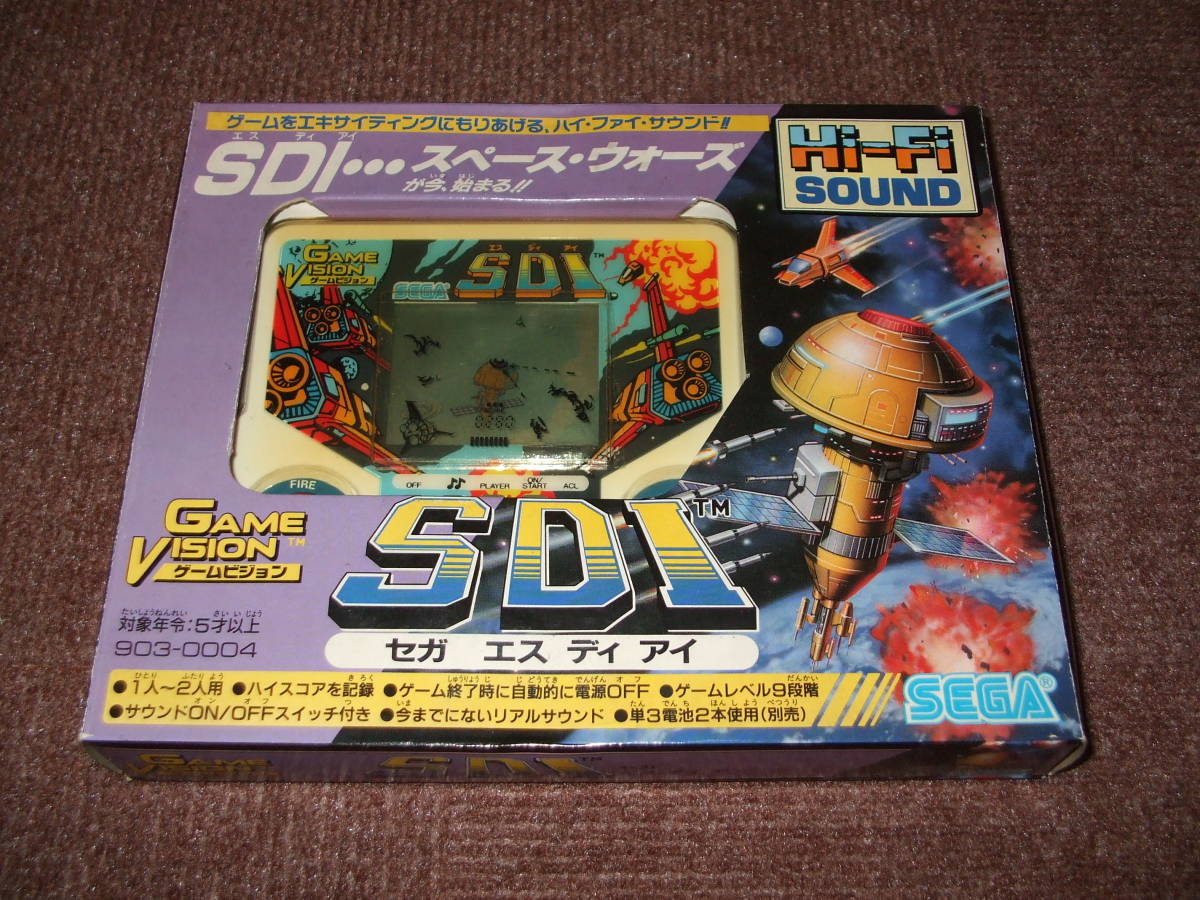 ゲームをエキサイティングにもりあげる、ハイ・ファイ・サウンド!!
エス ディ アイ
SDI・・・スペース・ウォーズ
いま はじ
が今、始まる!!
Hi-Fi
SOUND
GAME
VISION
ゲームビジョン
エス ディ アイ
SEGA SDI™
FIRE
OFF
PLAYER
ON/
START
ACL
GAME
VISION™
ゲームビジョン
SDI™
セガ エス ディ アイ
たいしょうねんれい さい いじょう
対象年令:5才以上
903-0004
ひとり ふたり よう き ろく しゅうりょう じ じ どうてき でんげん オ フ だんかい
●1人〜2人用 ●ハイスコアを記録 ●ゲーム終了時に自動的に電源OFF ●ゲームレベル9段階
オン オフ つ いま たん でん ち ほん し よう べつうり
●サウンドON/OFFスイッチ付き ●今までにないリアルサウンド ●単3電池2本使用(別売)
SEGA®
GAME
VISION
SDI